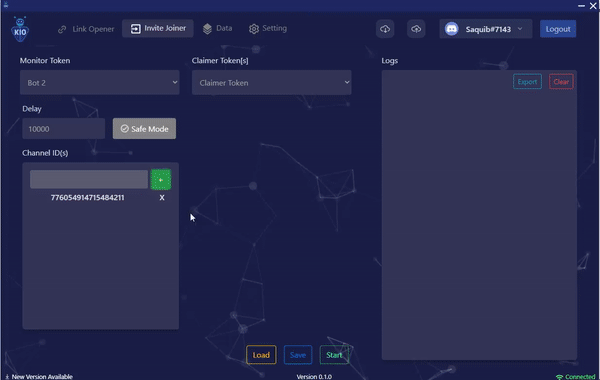 KIO
Link Opener
Invite Joiner
Data
Setting
Saquib#7143
Logout
Monitor Token
Claimer Token[s]
Logs
Bot 2
Claimer Token
Export
Clear
Delay
10000
Safe Mode
Channel ID(s)
+
776054914715484211
X
Load
Save
Start
New Version Available
Version 0.1.0
Connected